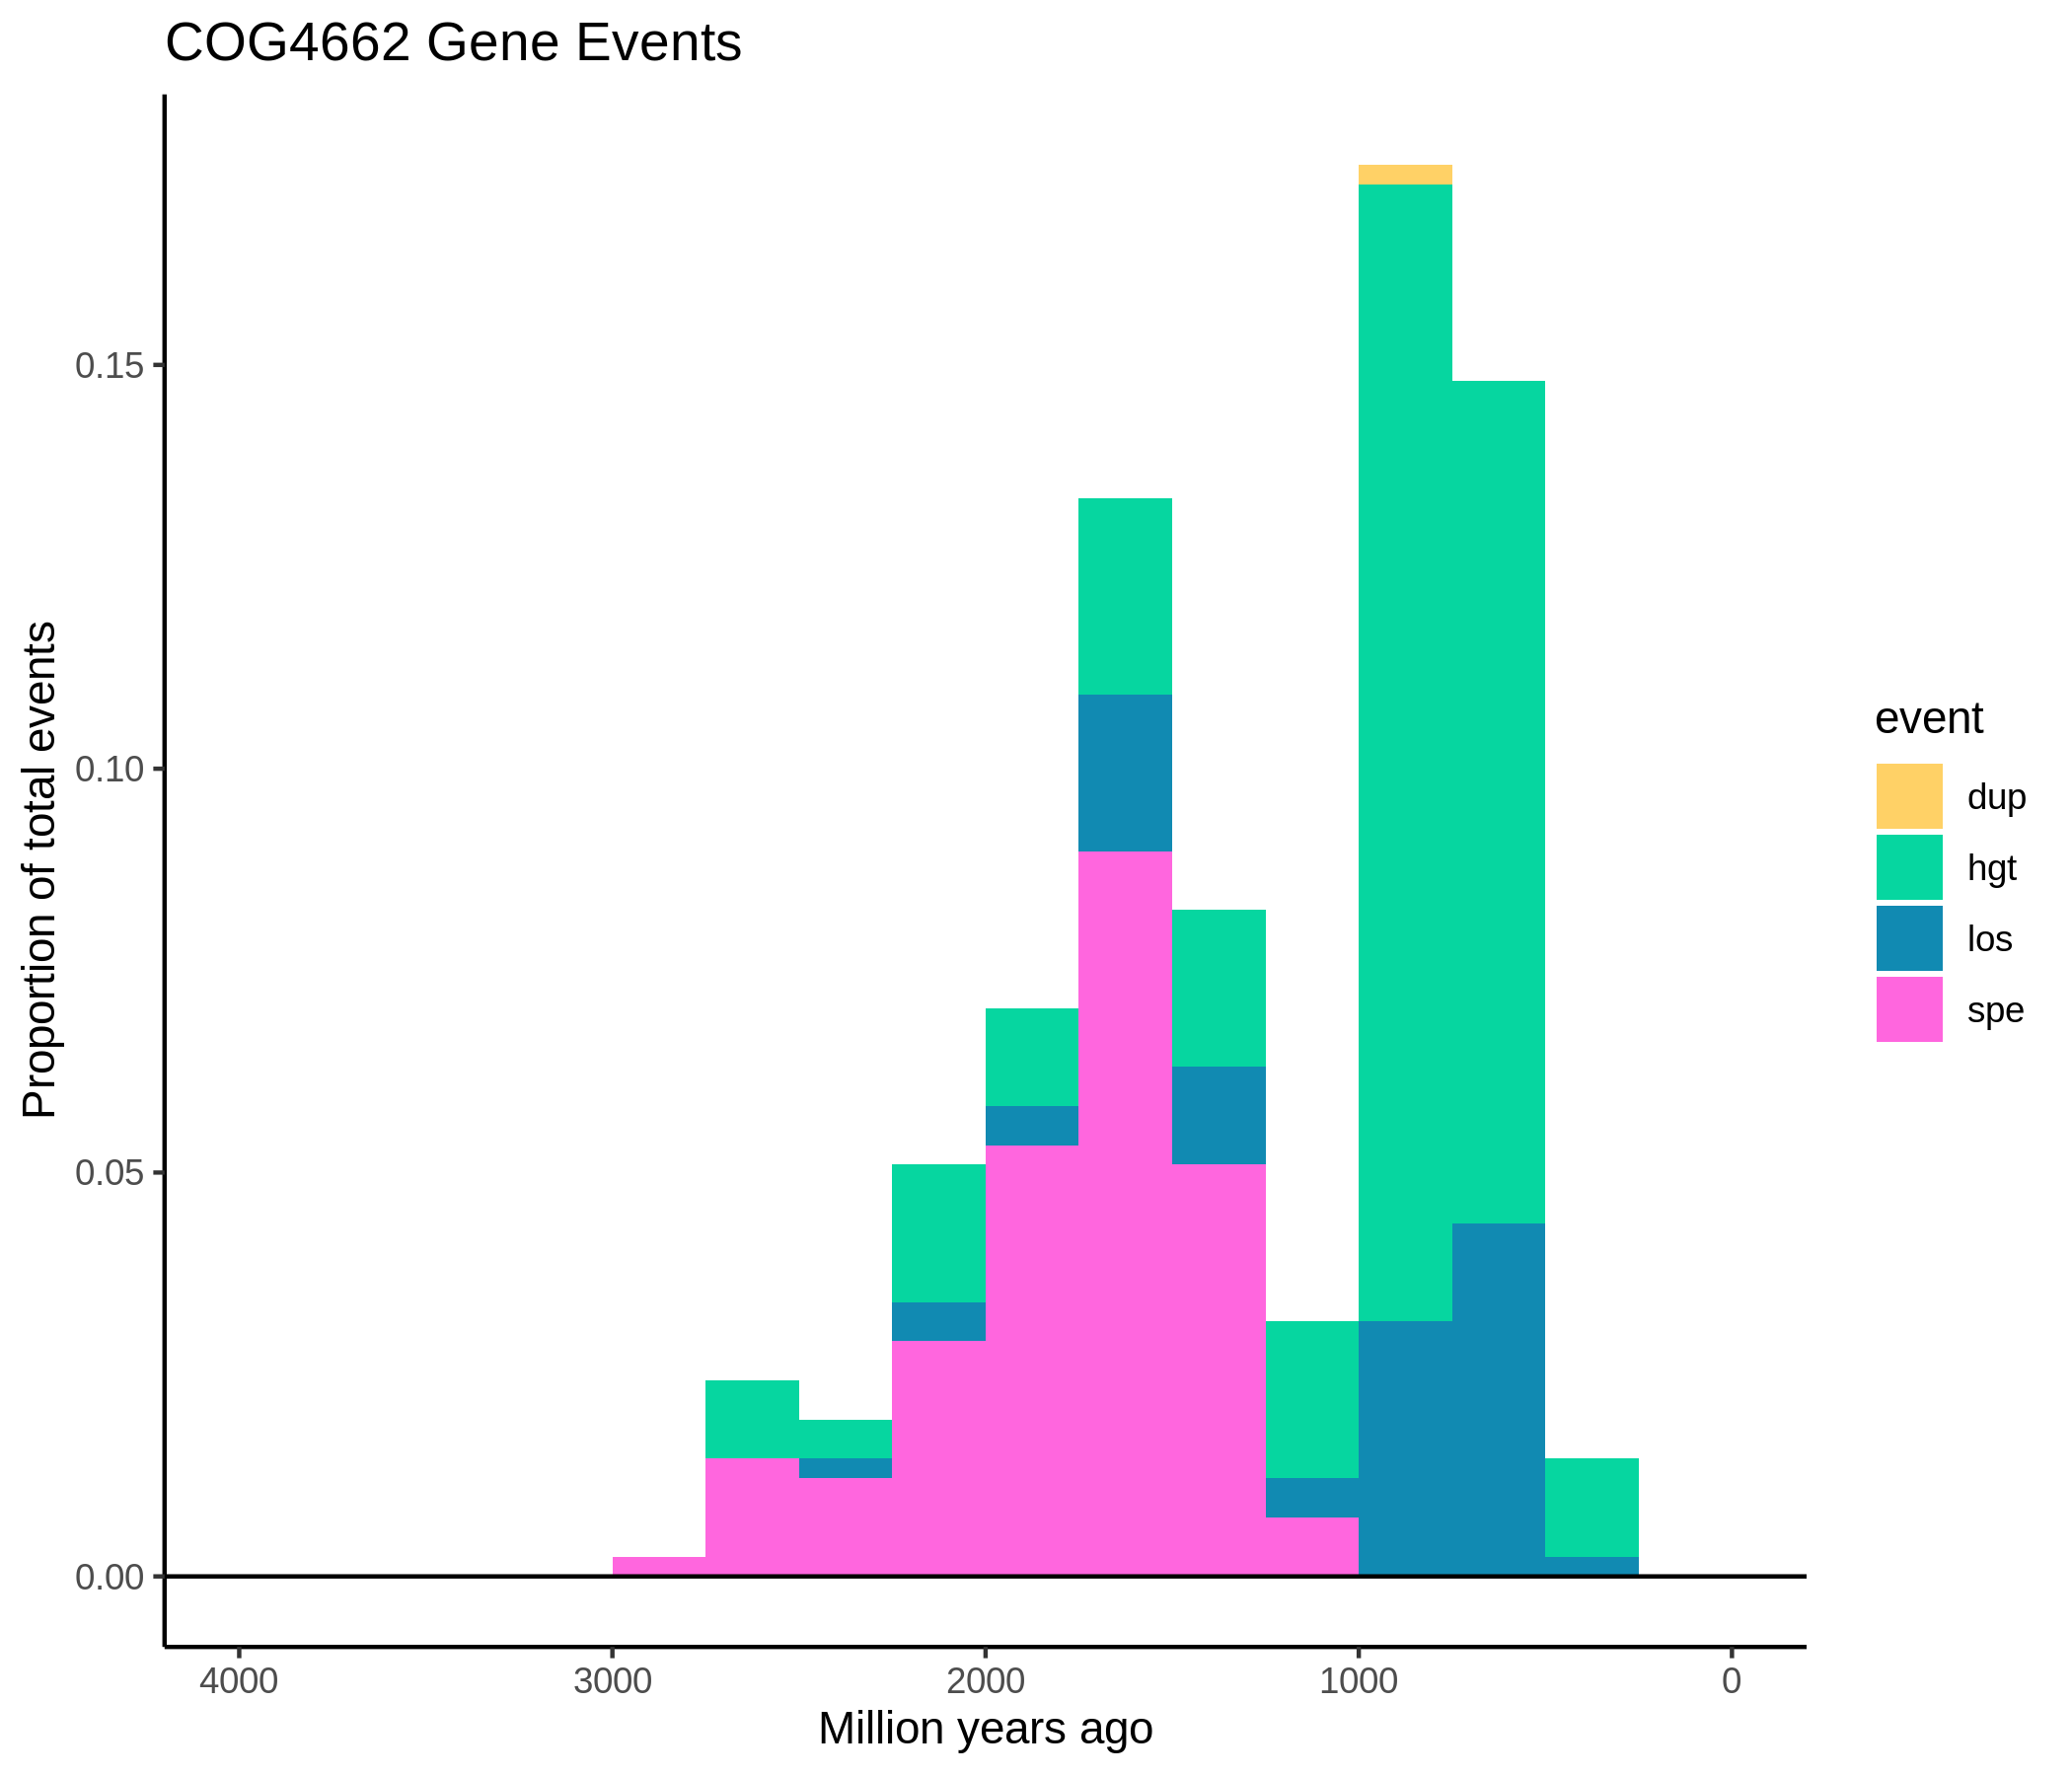 COG4662 Gene Events
Proportion of total events
0.15
0.10
0.05
0.00
4000 3000 2000 1000 0
Million years ago
event
dup
hgt
los
spe